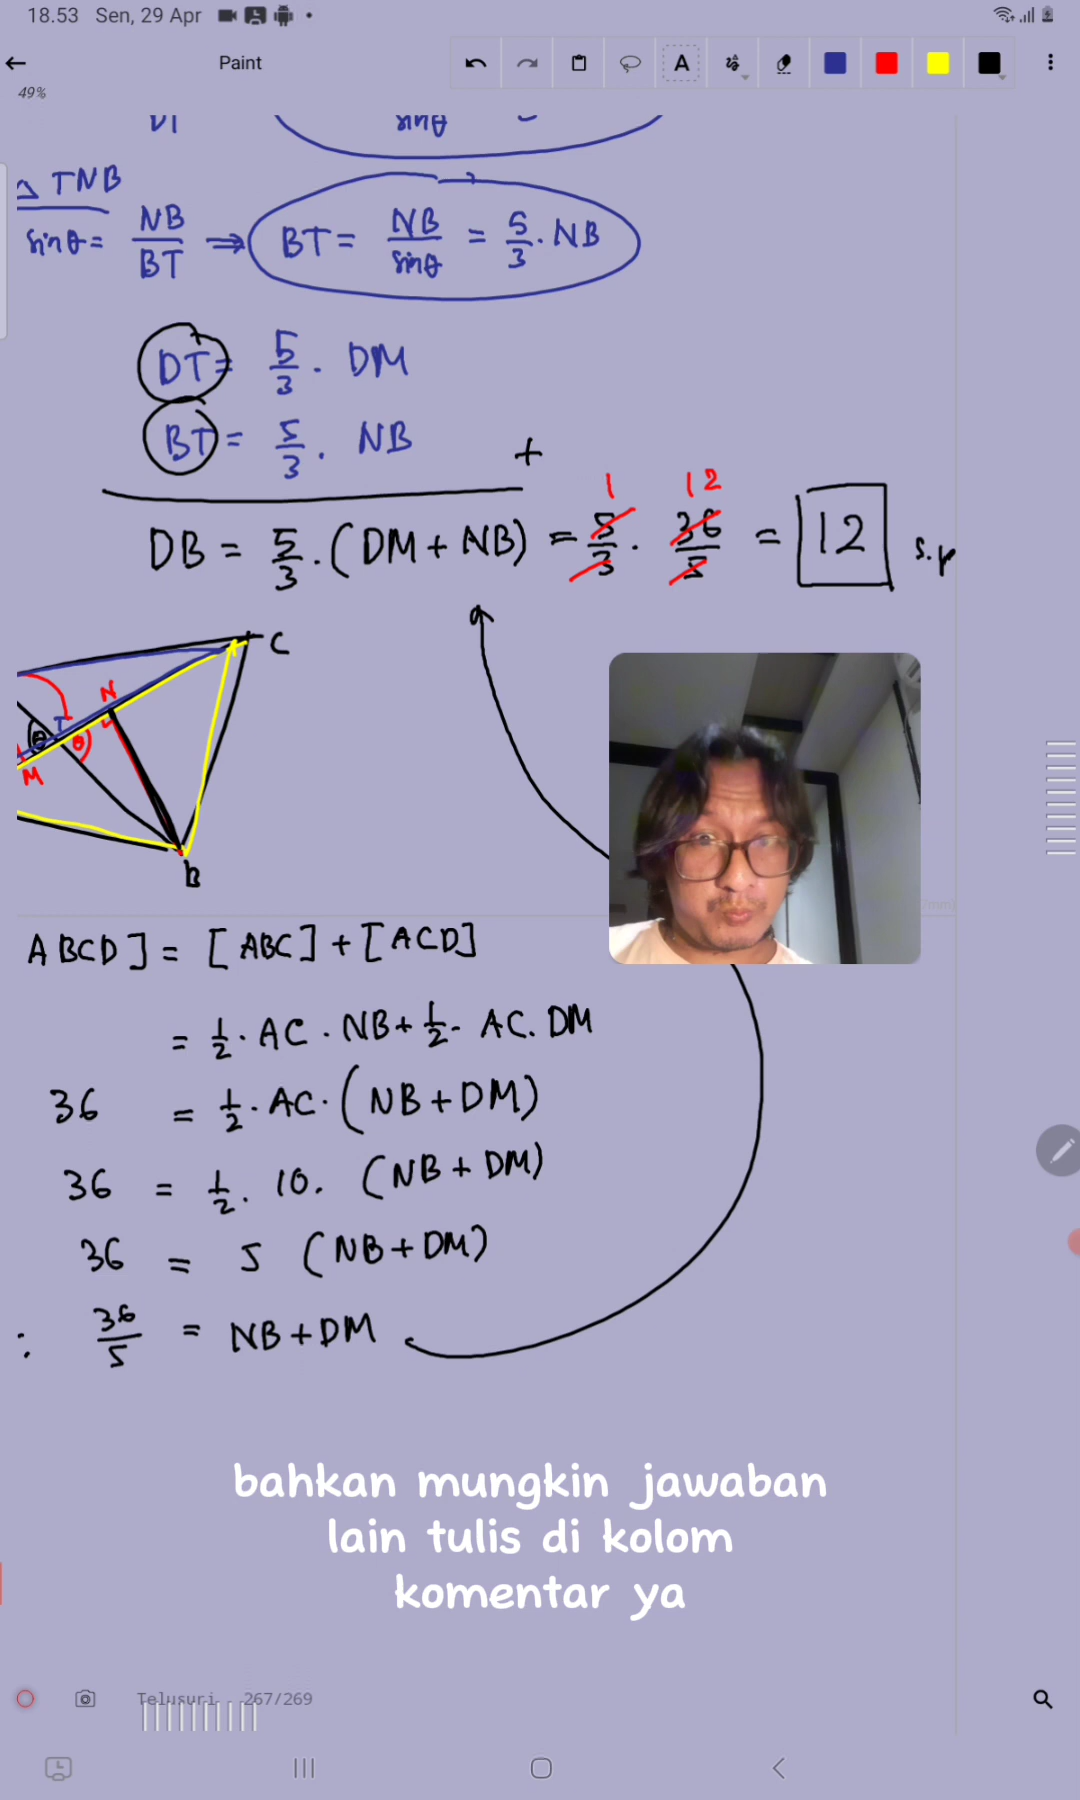 18.53 Sen, 29 Apr
Paint
A
49%
DT
sinθ
△ TNB
sinθ = NB/BT ⇒ BT = NB/sinθ = 5/3 . NB
DT = 5/3 . DM
BT = 5/3 . NB
+
1 12
DB = 5/3 . (DM + NB) = 5/3 . 36/5 = 12 s.p
C
N
T
θ θ
M
B
ABCD] = [ABC] + [ACD]
= 1/2 . AC . NB + 1/2 . AC . DM
36 = 1/2 . AC . (NB + DM)
36 = 1/2 . 10 . (NB + DM)
36 = 5 (NB + DM)
: 36/5 = NB + DM
bahkan mungkin jawaban
lain tulis di kolom
komentar ya
Telusuri 267/269